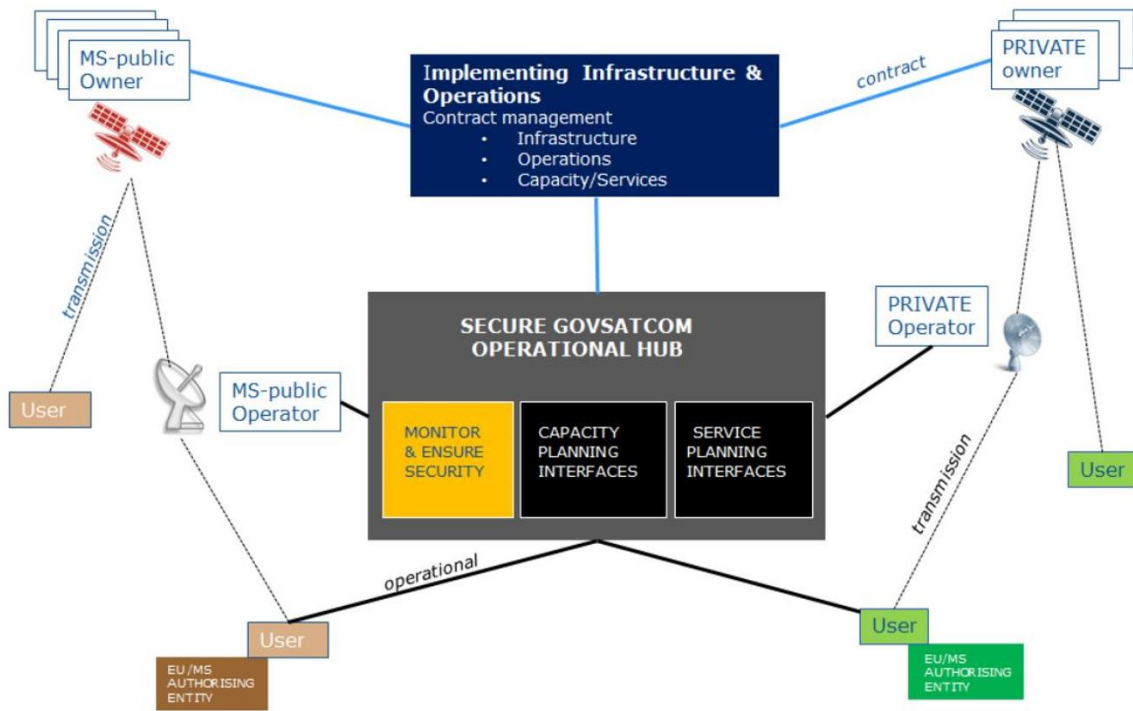 MS-public
Owner
Implementing Infrastructure &
Operations
Contract management
• Infrastructure
• Operations
• Capacity/Services
contract
PRIVATE
owner
transmission
SECURE GOVSATCOM
OPERATIONAL HUB
PRIVATE
Operator
User
MS-public
Operator
MONITOR
& ENSURE
SECURITY
CAPACITY
PLANNING
INTERFACES
SERVICE
PLANNING
INTERFACES
transmission
User
operational
User
EU/MS
AUTHORISING
ENTITY
User
EU/MS
AUTHORISING
ENTITY